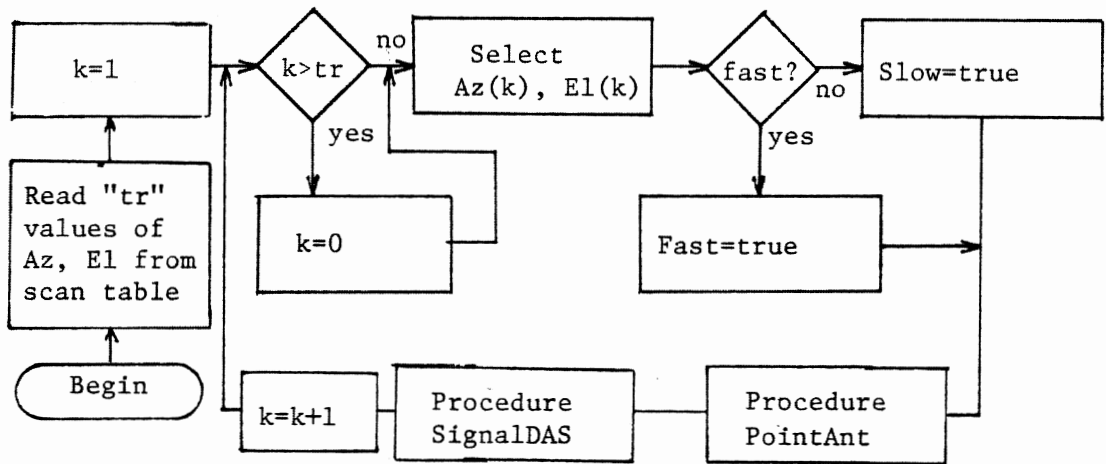 k=1
k>tr
no
Select
Az(k), El(k)
fast?
no
Slow=true
yes
yes
Read "tr"
values of
Az, El from
scan table
k=0
Fast=true
Begin
k=k+1
Procedure
SignalDAS
Procedure
PointAnt